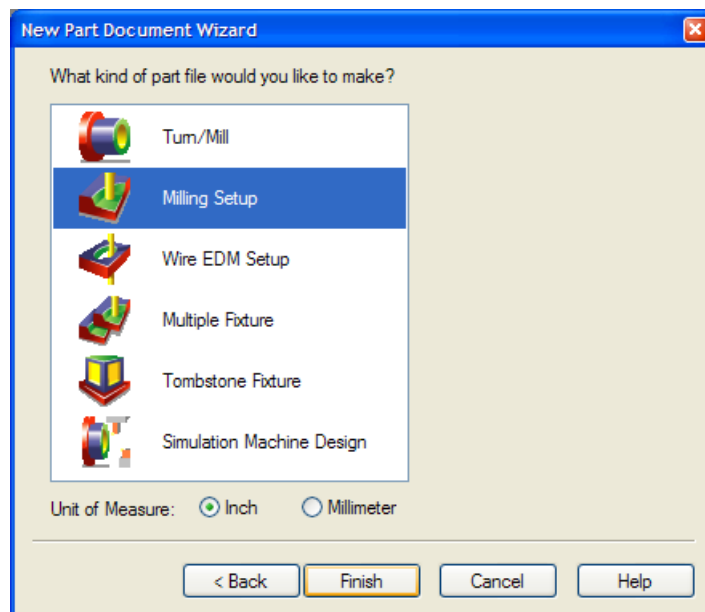 New Part Document Wizard
What kind of part file would you like to make?
Turn/Mill
Milling Setup
Wire EDM Setup
Multiple Fixture
Tombstone Fixture
Simulation Machine Design
Unit of Measure: Inch Millimeter
< Back Finish Cancel Help